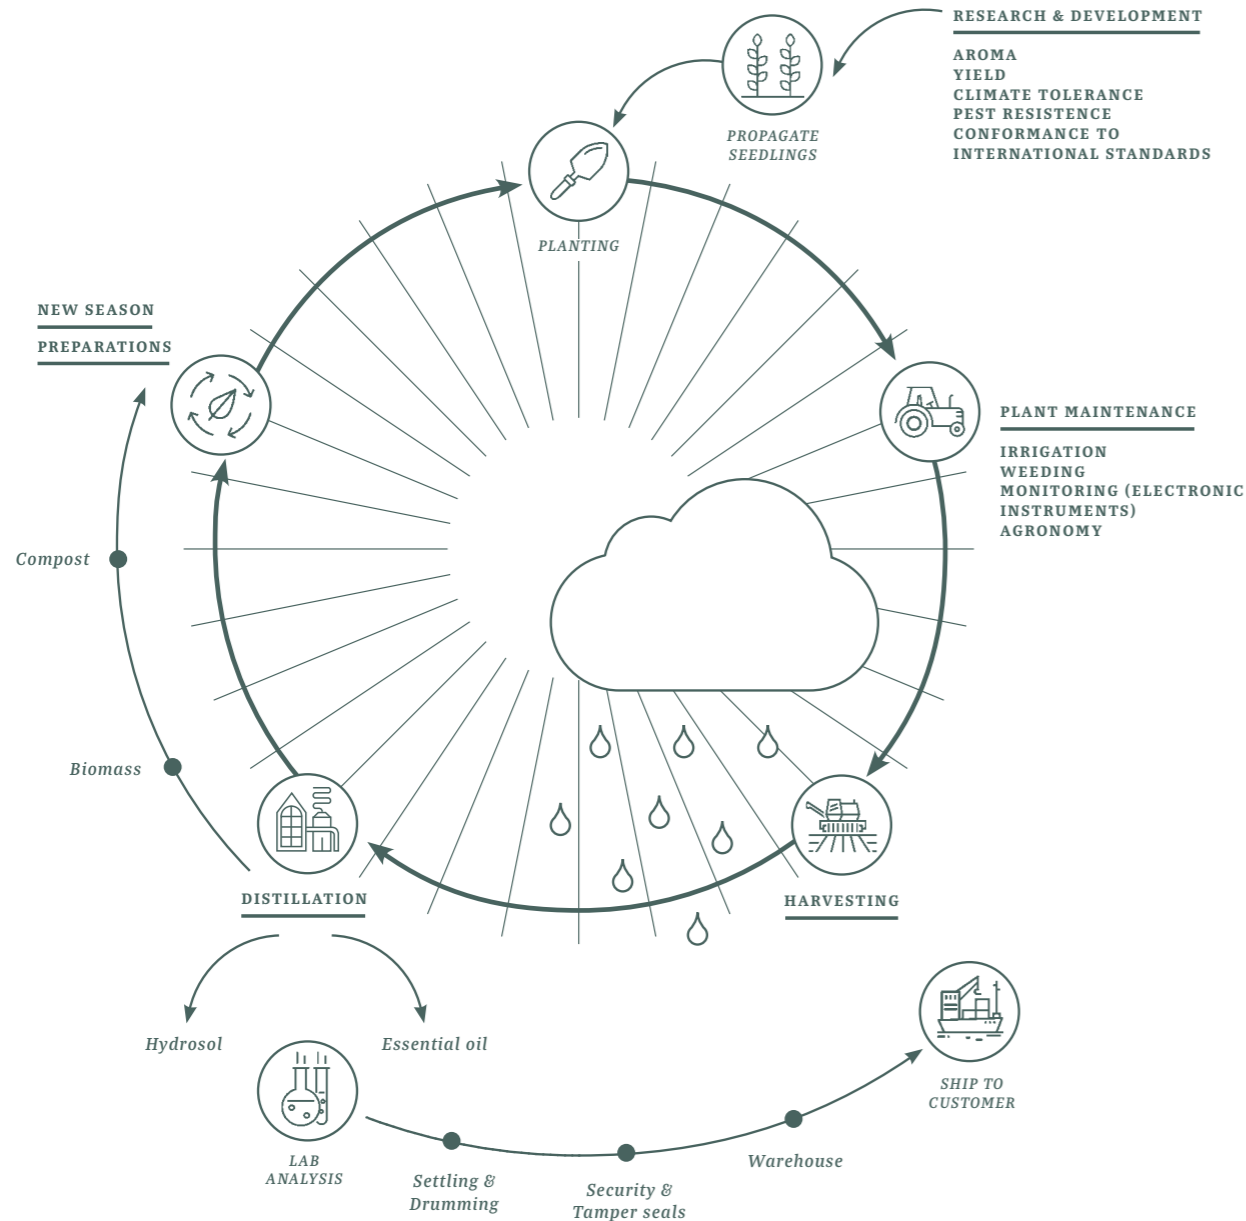 RESEARCH & DEVELOPMENT
AROMA
YIELD
CLIMATE TOLERANCE
PEST RESISTENCE
CONFORMANCE TO
INTERNATIONAL STANDARDS
PROPAGATE
SEEDLINGS
PLANTING
NEW SEASON
PREPARATIONS
PLANT MAINTENANCE
IRRIGATION
WEEDING
MONITORING (ELECTRONIC
INSTRUMENTS)
AGRONOMY
Compost
Biomass
DISTILLATION
HARVESTING
Hydrosol
Essential oil
LAB
ANALYSIS
Settling &
Drumming
Security &
Tamper seals
Warehouse
SHIP TO
CUSTOMER